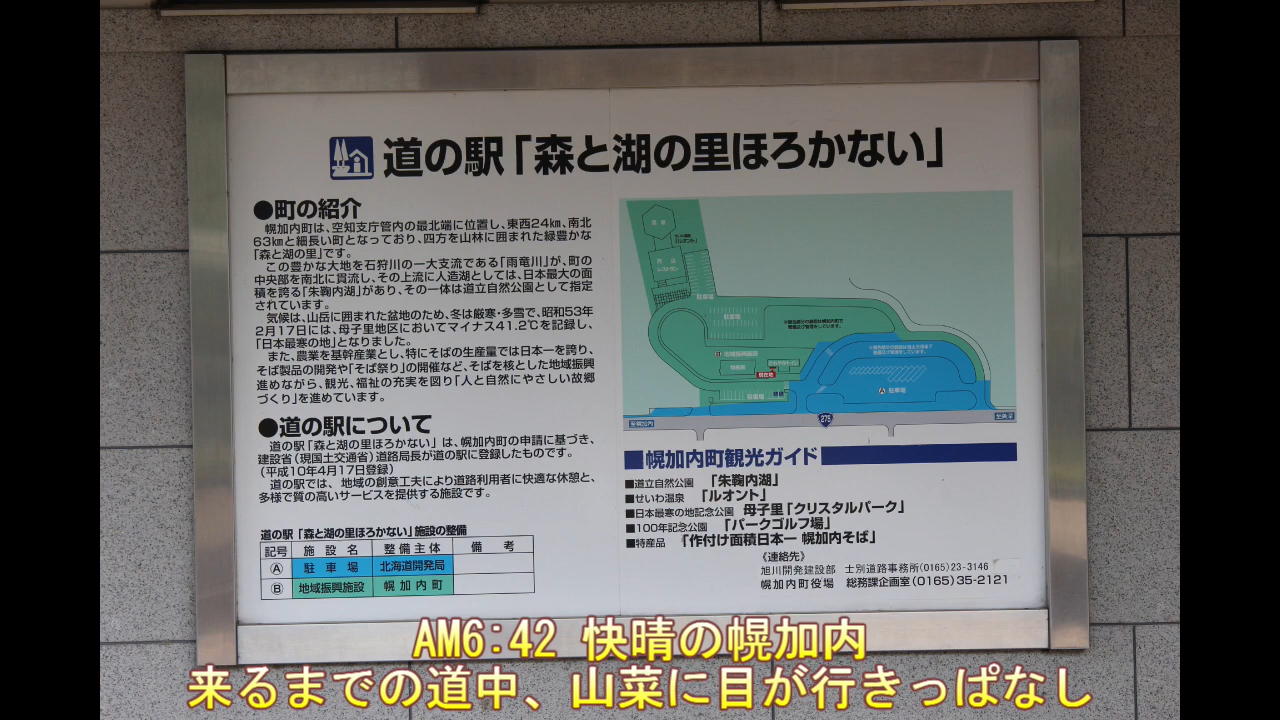 道の駅「森と湖の里ほろかない」
●町の紹介
幌加内町は、空知支庁管内の最北端に位置し、東西24㎞、南北
63㎞と細長い町となっており、四方を山林に囲まれた緑豊かな
「森と湖の里」です。
この豊かな大地を石狩川の一大支流である「雨竜川」が、町の
中央部を南北に貫流し、その上流に人造湖としては、日本最大の面
積を誇る「朱鞠内湖」があり、その一体は道立自然公園として指定
されています。
気候は、山岳に囲まれた盆地のため、冬は厳寒・多雪で、昭和53年
2月17日には、母子里地区においてマイナス41.2℃を記録し、
「日本最寒の地」となりました。
また、農業を基幹産業とし、特にそばの生産量では日本一を誇り、
そば製品の開発や「そば祭り」の開催など、そばを核とした地域振興
進めながら、観光、福祉の充実を図り「人と自然にやさしい故郷
づくり」を進めています。
●道の駅について
道の駅「森と湖の里ほろかない」は、幌加内町の申請に基づき、
建設省（現国土交通省）道路局長が道の駅に登録したものです。
（平成10年4月17日登録）
道の駅では、地域の創意工夫により道路利用者に快適な休憩と、
多様で質の高いサービスを提供する施設です。
道の駅「森と湖の里ほろかない」施設の整備
記号 施設名 整備主体 備考
Ⓐ 駐車場 北海道開発局
Ⓑ 地域振興施設 幌加内町
「ルオント」
レストラン
駐車場
駐車場
現在地
駐車場
Ⓐ 駐車場
至幌加内
275
■幌加内町観光ガイド
■道立自然公園 「朱鞠内湖」
■せいわ温泉 「ルオント」
■日本最寒の地記念公園 母子里「クリスタルパーク」
■100年記念公園 「パークゴルフ場」
■特産品 「作付け面積日本一 幌加内そば」
《連絡先》
旭川開発建設部 士別道路事務所(0165)23-3146
幌加内町役場 総務課企画室(0165)35-2121
AM6:42 快晴の幌加内
来るまでの道中、山菜に目が行きっぱなし